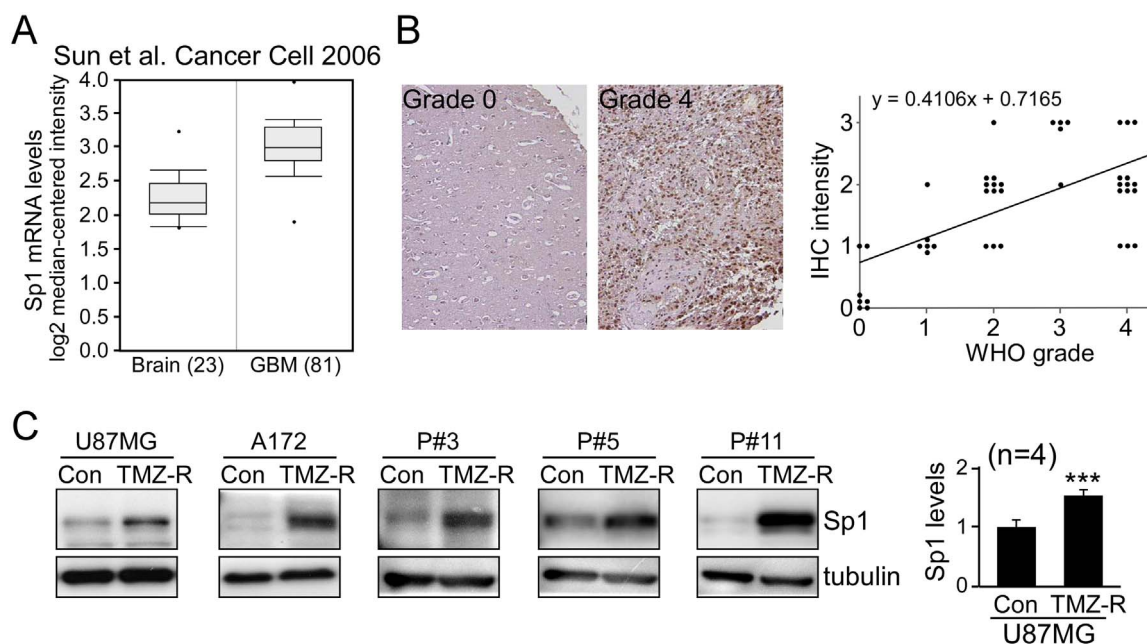 A
Sun et al. Cancer Cell 2006
Sp1 mRNA levels
log2 median-centered intensity
4.0
3.5
3.0
2.5
2.0
1.5
1.0
0.5
0.0
Brain (23)
GBM (81)
B
Grade 0
Grade 4
y = 0.4106x + 0.7165
IHC intensity
3
2
1
0
0 1 2 3 4
WHO grade
C
U87MG A172 P#3 P#5 P#11
Con TMZ-R Con TMZ-R Con TMZ-R Con TMZ-R Con TMZ-R
Sp1
tubulin
(n=4)
***
Sp1 levels
2
1
0
Con TMZ-R
U87MG